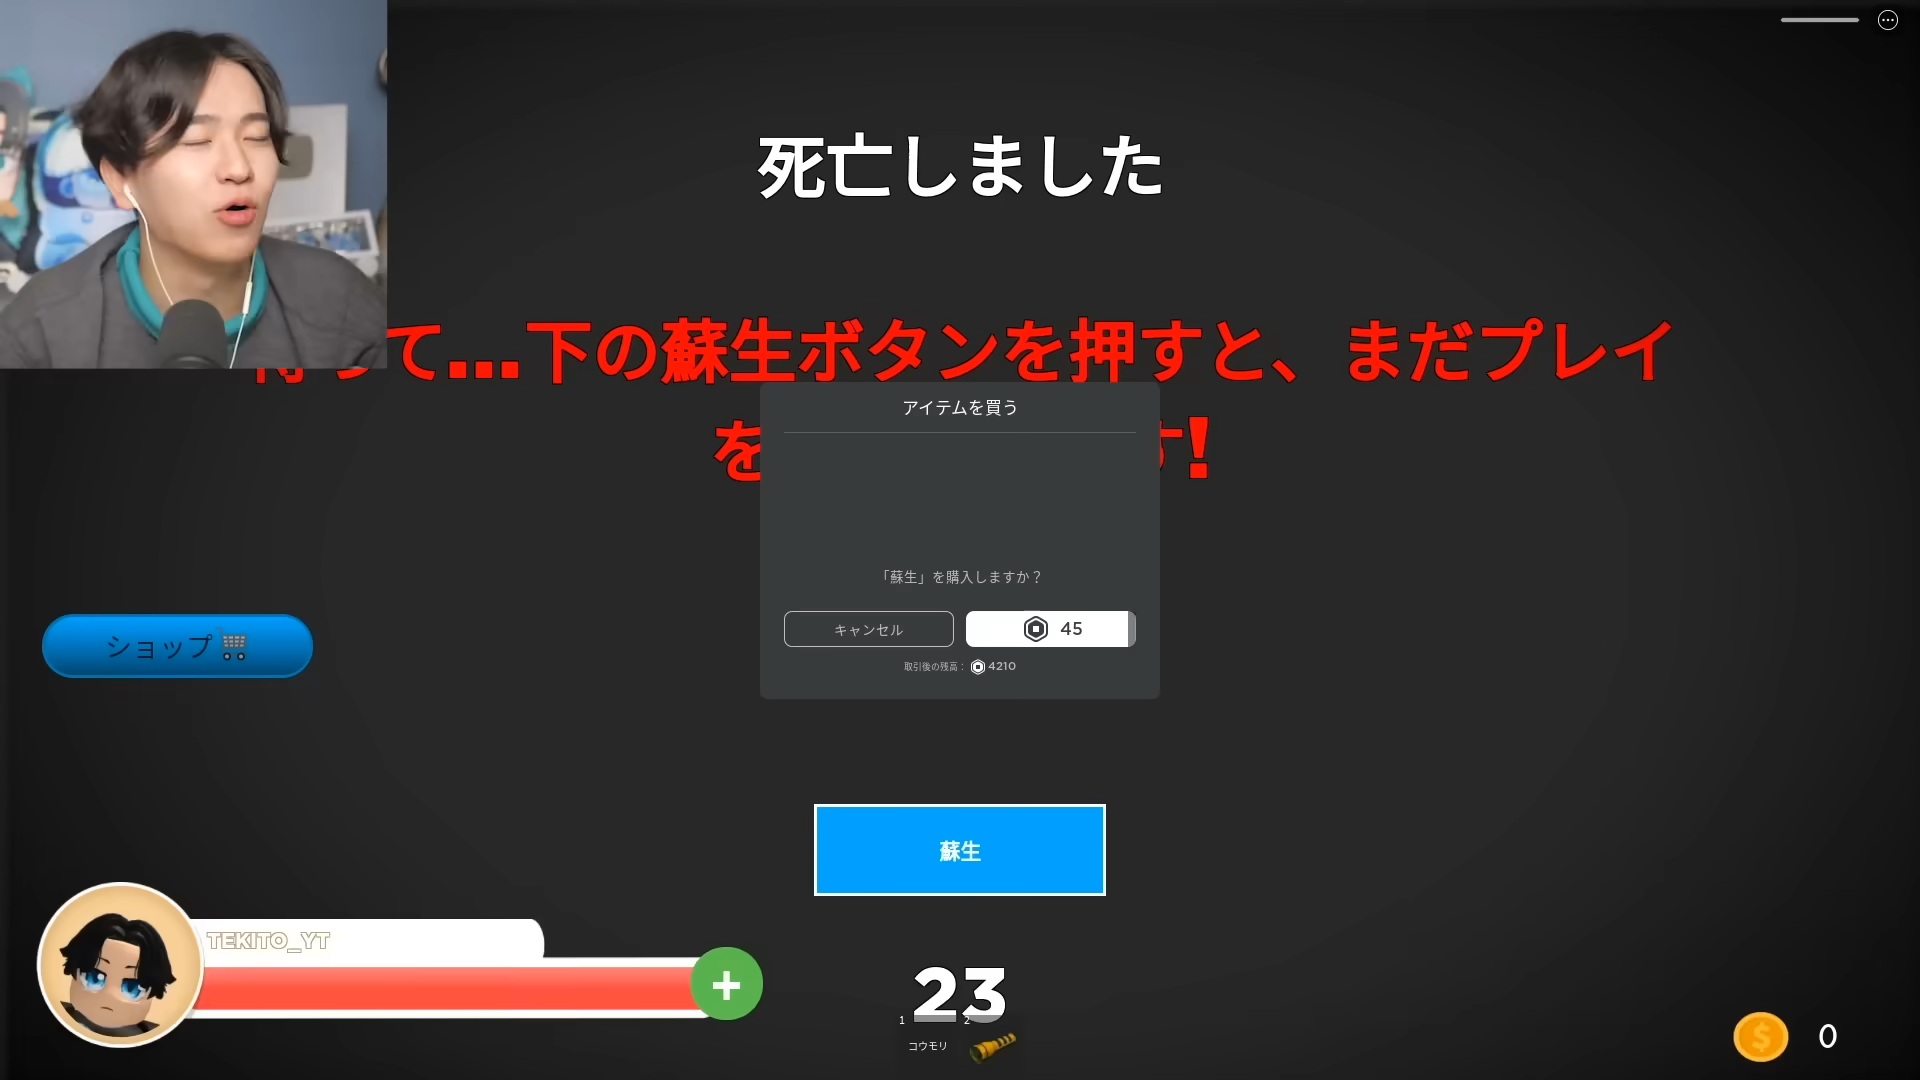 死亡しました
て...下の蘇生ボタンを押すと、まだプレイ
を
す!
アイテムを買う
「蘇生」を購入しますか？
キャンセル
45
取引後の残高：
4210
ショップ
蘇生
TEKITO_YT
+
23
1
2
コウモリ
$
0